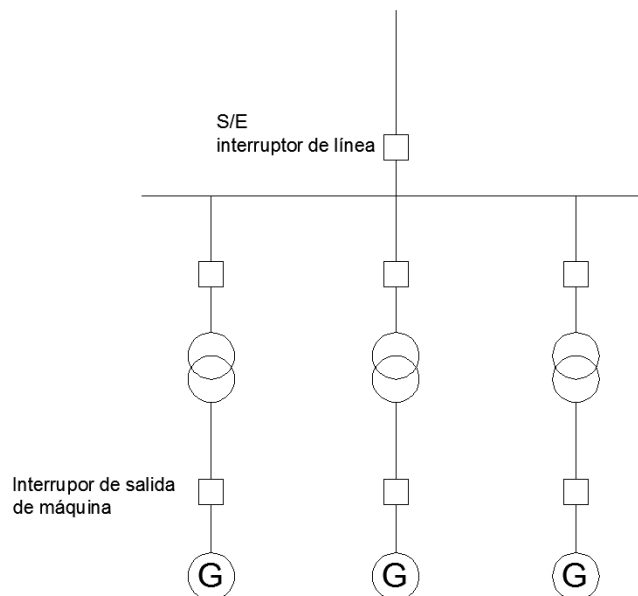 S/E
interruptor de línea
Interrupor de salida
de máquina
G
G
G